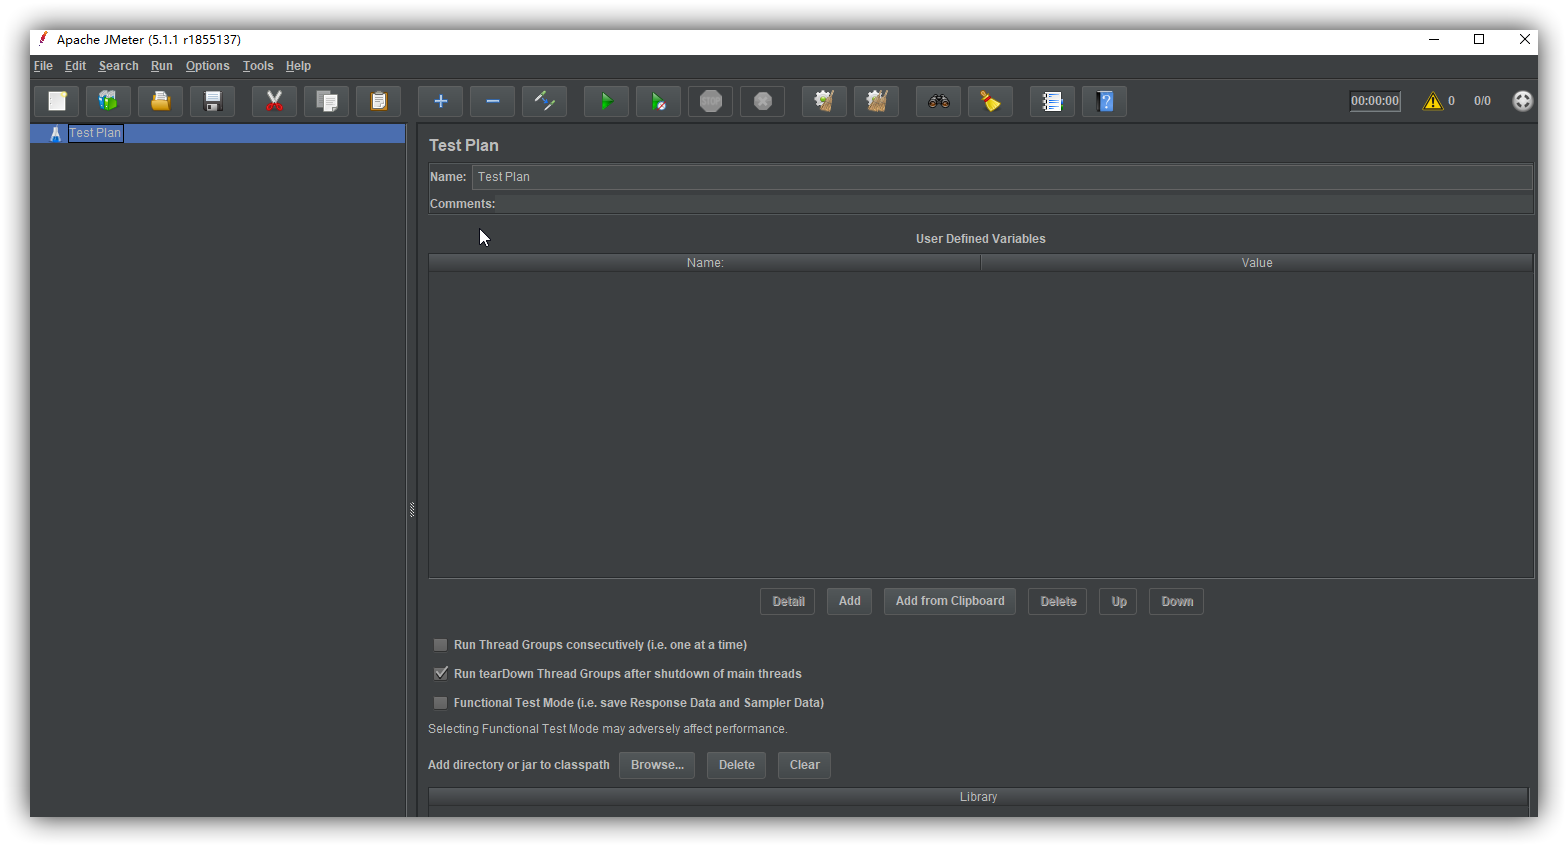 Apache JMeter (5.1.1 r1855137)
File Edit Search Run Options Tools Help
STOP
00:00:00 0 0/0
Test Plan
Test Plan
Name: Test Plan
Comments:
User Defined Variables
Name: Value
Detail Add Add from Clipboard Delete Up Down
Run Thread Groups consecutively (i.e. one at a time)
Run tearDown Thread Groups after shutdown of main threads
Functional Test Mode (i.e. save Response Data and Sampler Data)
Selecting Functional Test Mode may adversely affect performance.
Add directory or jar to classpath Browse... Delete Clear
Library